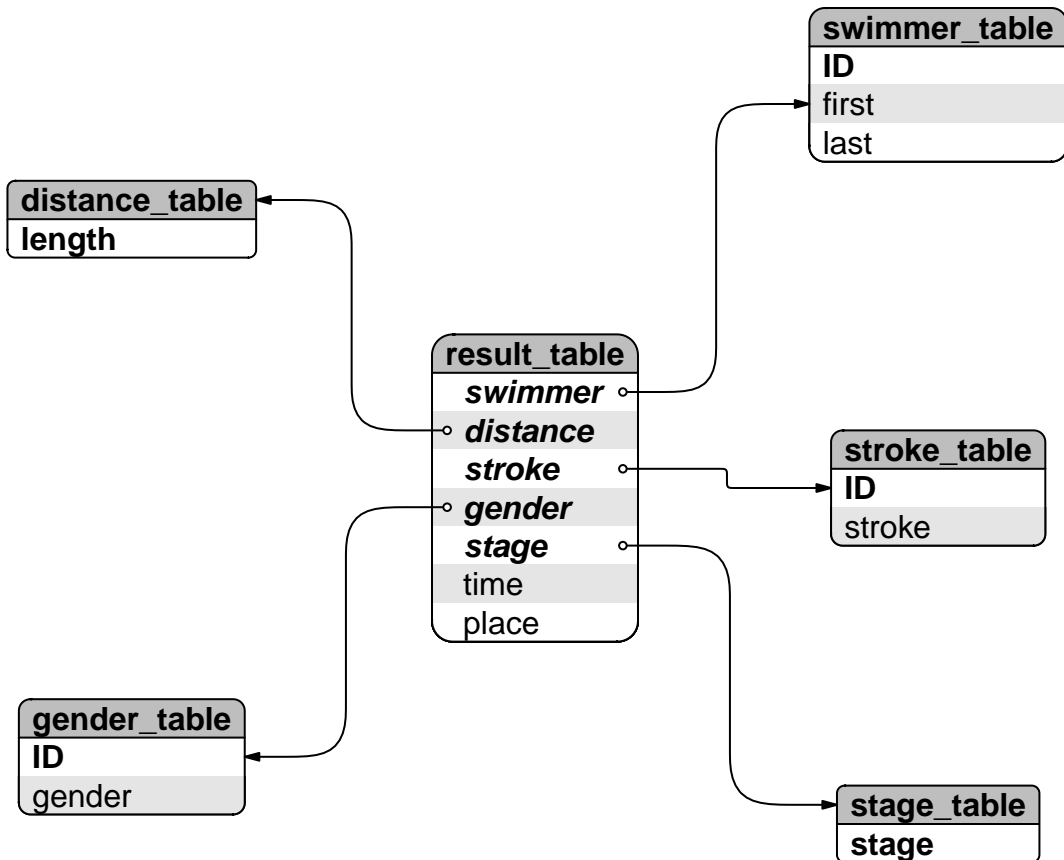 swimmer_table
ID
first
last
distance_table
length
result_table
swimmer
distance
stroke
gender
stage
time
place
stroke_table
ID
stroke
gender_table
ID
gender
stage_table
stage